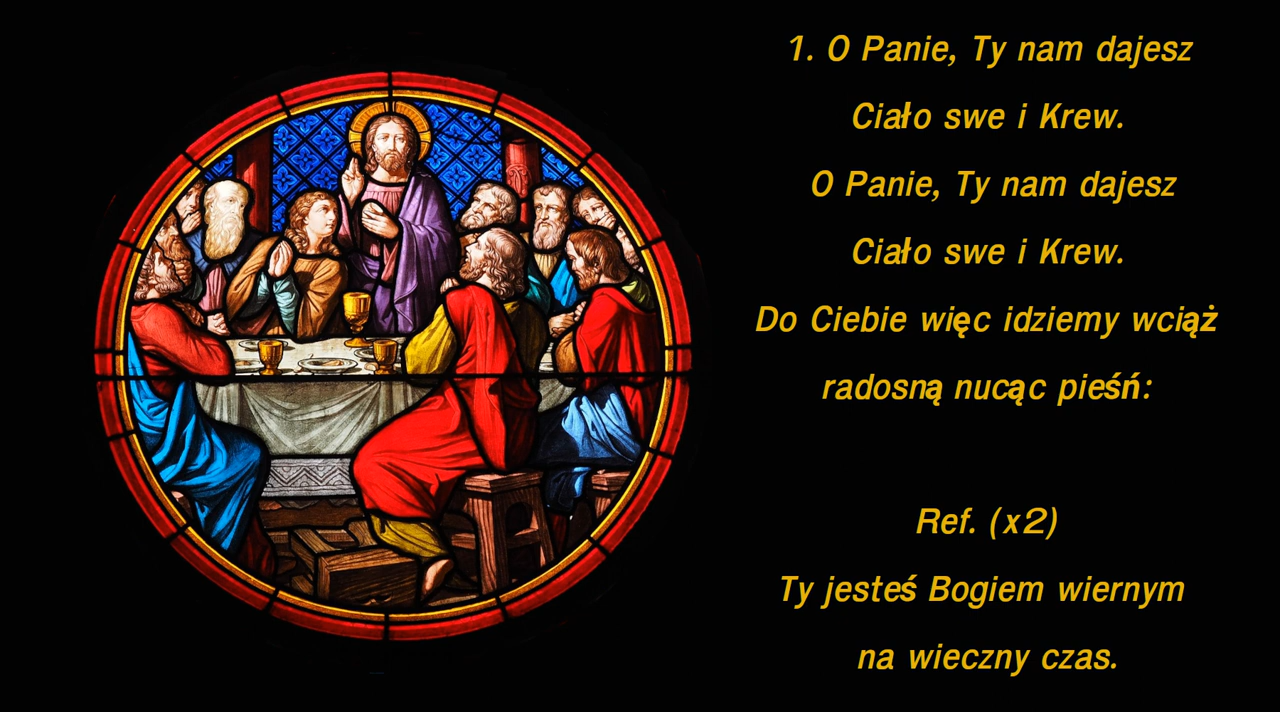 1. O Panie, Ty nam dajesz
Ciało swe i Krew.
O Panie, Ty nam dajesz
Ciało swe i Krew.
Do Ciebie więc idziemy wciąż
radosną nucąc pieśń:
Ref. (x2)
Ty jesteś Bogiem wiernym
na wieczny czas.